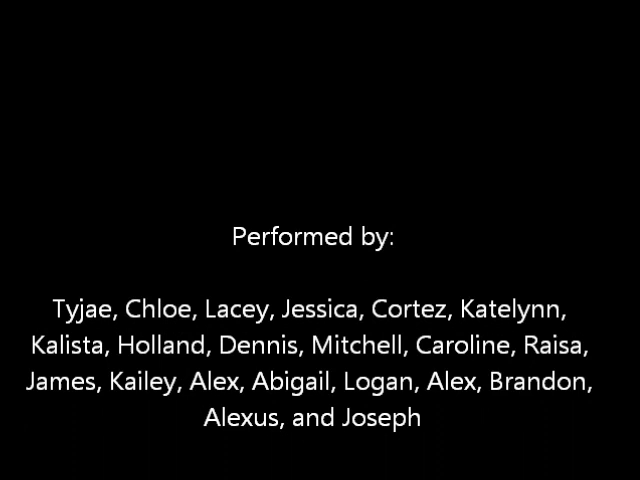 Performed by:
Tyjae, Chloe, Lacey, Jessica, Cortez, Katelynn,
Kalista, Holland, Dennis, Mitchell, Caroline, Raisa,
James, Kailey, Alex, Abigail, Logan, Alex, Brandon,
Alexus, and Joseph